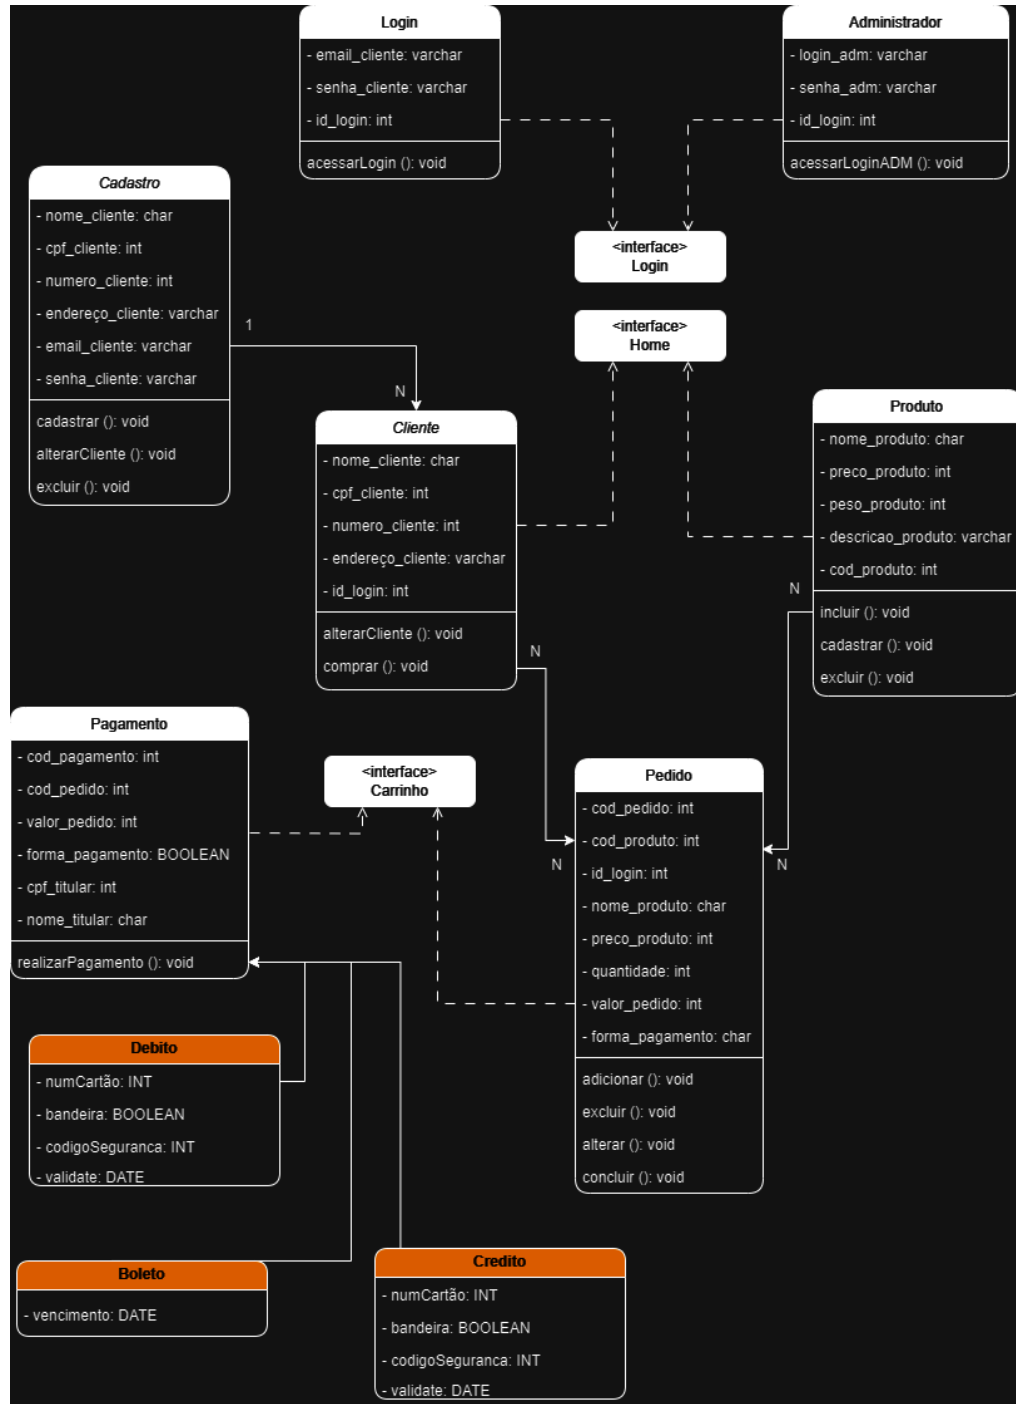 Login
- email_cliente: varchar
- senha_cliente: varchar
- id_login: int
acessarLogin (): void
Administrador
- login_adm: varchar
- senha_adm: varchar
- id_login: int
acessarLoginADM (): void
Cadastro
- nome_cliente: char
- cpf_cliente: int
- numero_cliente: int
- endereço_cliente: varchar
- email_cliente: varchar
- senha_cliente: varchar
cadastrar (): void
alterarCliente (): void
excluir (): void
<interface>
Login
<interface>
Home
1
N
Cliente
- nome_cliente: char
- cpf_cliente: int
- numero_cliente: int
- endereço_cliente: varchar
- id_login: int
alterarCliente (): void
comprar (): void
Produto
- nome_produto: char
- preco_produto: int
- peso_produto: int
- descricao_produto: varchar
- cod_produto: int
incluir (): void
cadastrar (): void
excluir (): void
N
N
N
N
Pagamento
- cod_pagamento: int
- cod_pedido: int
- valor_pedido: int
- forma_pagamento: BOOLEAN
- cpf_titular: int
- nome_titular: char
realizarPagamento (): void
<interface>
Carrinho
Pedido
- cod_pedido: int
- cod_produto: int
- id_login: int
- nome_produto: char
- preco_produto: int
- quantidade: int
- valor_pedido: int
- forma_pagamento: char
adicionar (): void
excluir (): void
alterar (): void
concluir (): void
Debito
- numCartão: INT
- bandeira: BOOLEAN
- codigoSeguranca: INT
- validate: DATE
Boleto
- vencimento: DATE
Credito
- numCartão: INT
- bandeira: BOOLEAN
- codigoSeguranca: INT
- validate: DATE